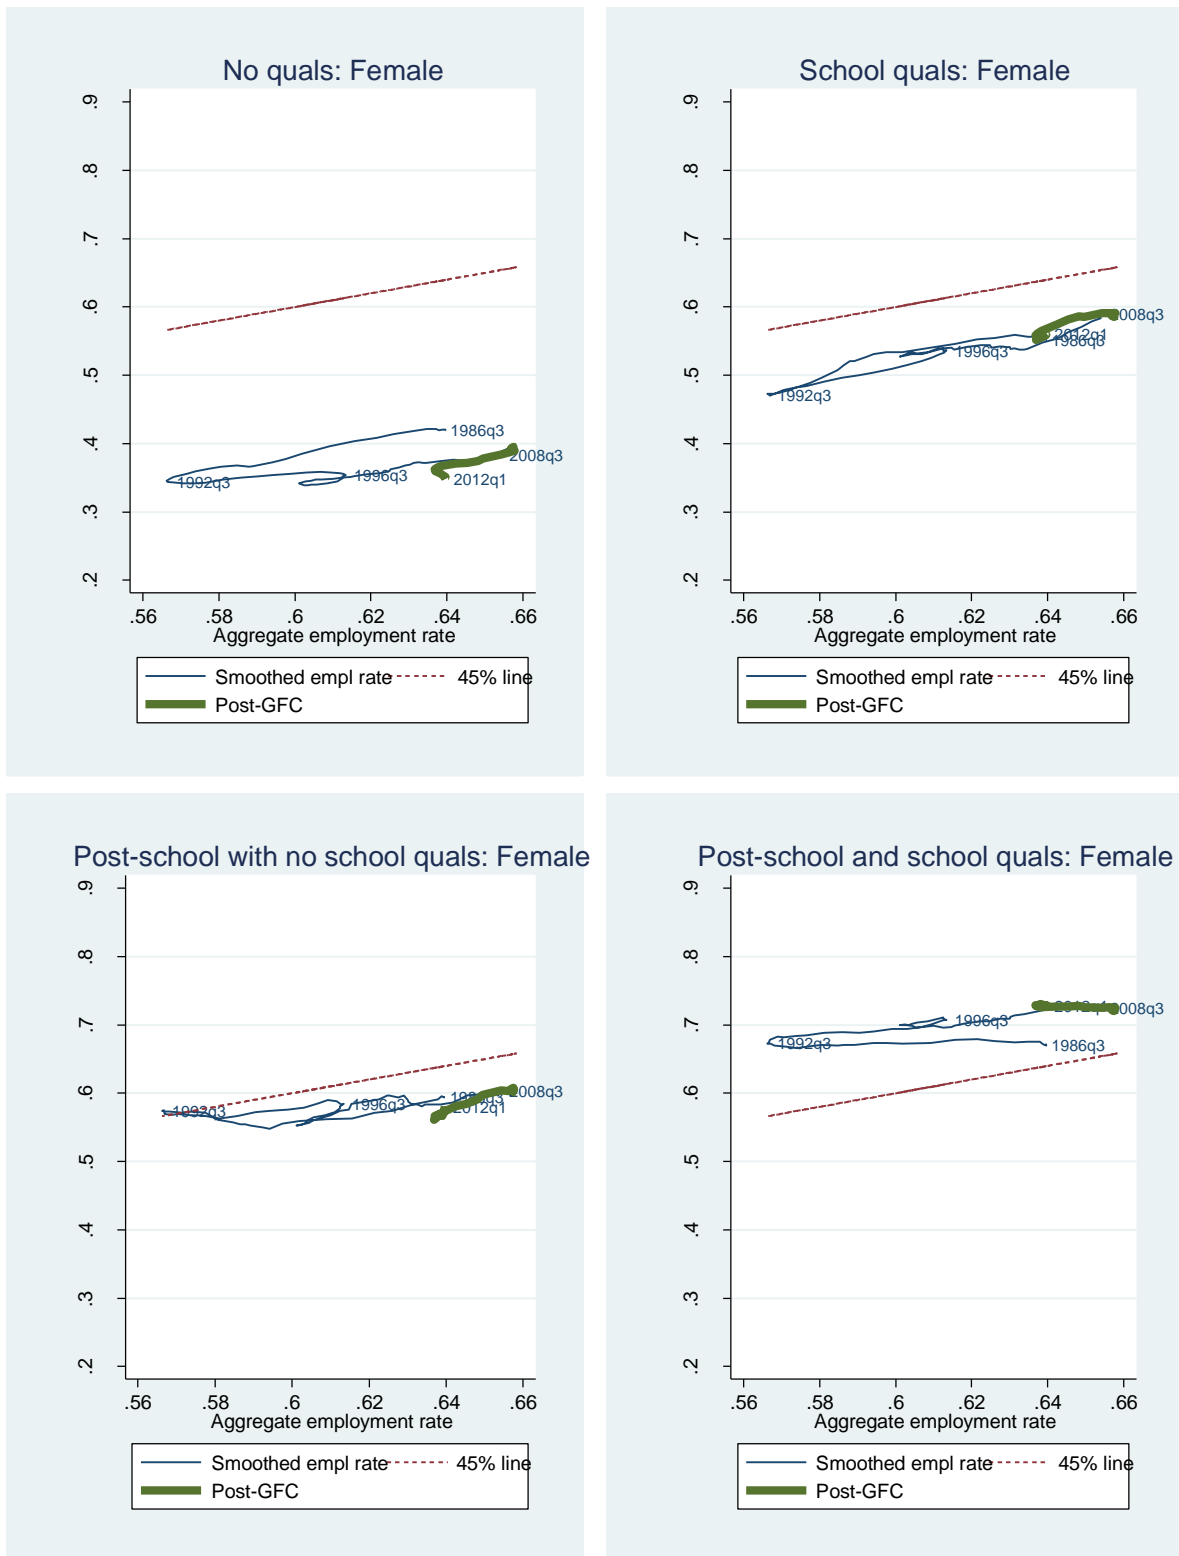 No quals: Female
.9
.8
.7
.6
.5
.4
.3
.2
1986q3
2008q3
1992q3
1996q3
2012q1
.56 .58 .6 .62 .64 .66
Aggregate employment rate
Smoothed empl rate 45% line
Post-GFC
School quals: Female
.9
.8
.7
.6
.5
.4
.3
.2
2008q3
2012q1
1986q3
1996q3
1992q3
.56 .58 .6 .62 .64 .66
Aggregate employment rate
Smoothed empl rate 45% line
Post-GFC
Post-school with no school quals: Female
.9
.8
.7
.6
.5
.4
.3
.2
1986q3
2008q3
1992q3
1996q3
2012q1
.56 .58 .6 .62 .64 .66
Aggregate employment rate
Smoothed empl rate 45% line
Post-GFC
Post-school and school quals: Female
.9
.8
.7
.6
.5
.4
.3
.2
2012q1
2008q3
1996q3
1992q3
1986q3
.56 .58 .6 .62 .64 .66
Aggregate employment rate
Smoothed empl rate 45% line
Post-GFC